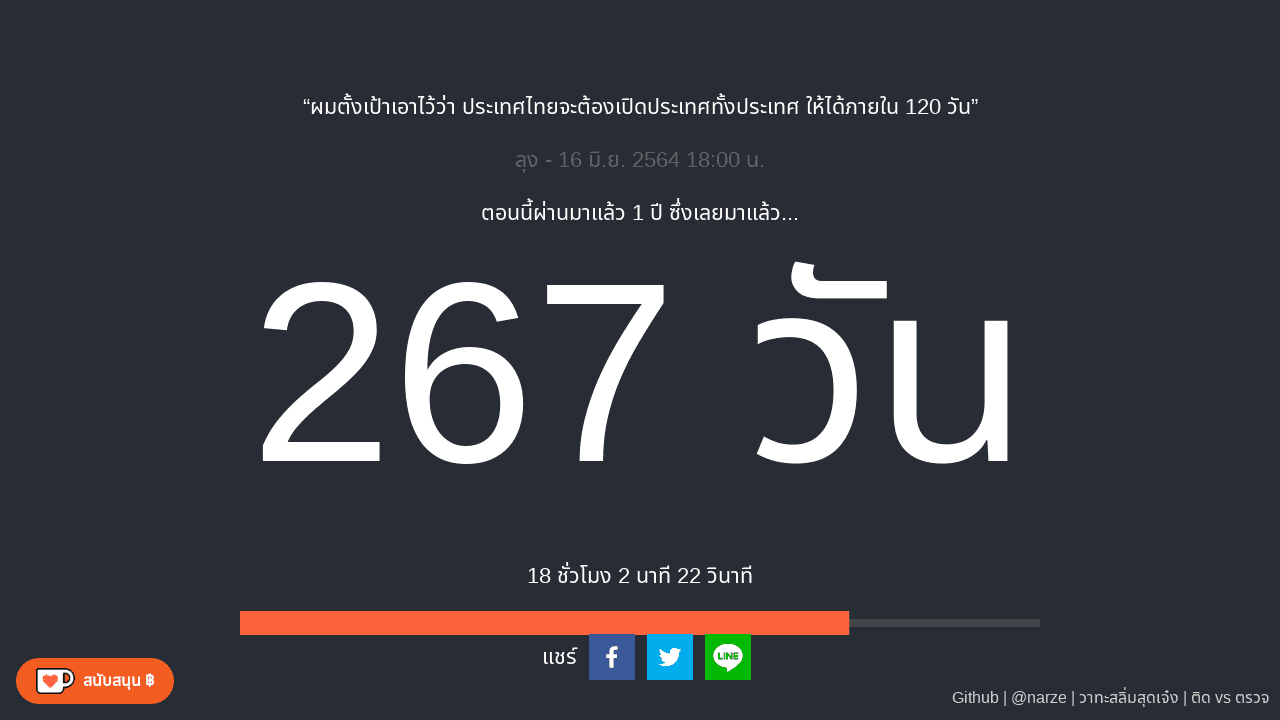 “ผมตั้งเป้าเอาไว้ว่า ประเทศไทยจะต้องเปิดประเทศทั้งประเทศ ให้ได้ภายใน 120 วัน”
ลุง - 16 มิ.ย. 2564 18:00 น.
ตอนนี้ผ่านมาแล้ว 1 ปี ซึ่งเลยมาแล้ว...
267 วัน
18 ชั่วโมง 2 นาที 22 วินาที
แชร์
LINE
สนับสนุน ฿
Github | @narze | วาทะสลิ่มสุดเจ๋ง | ติด vs ตรวจ